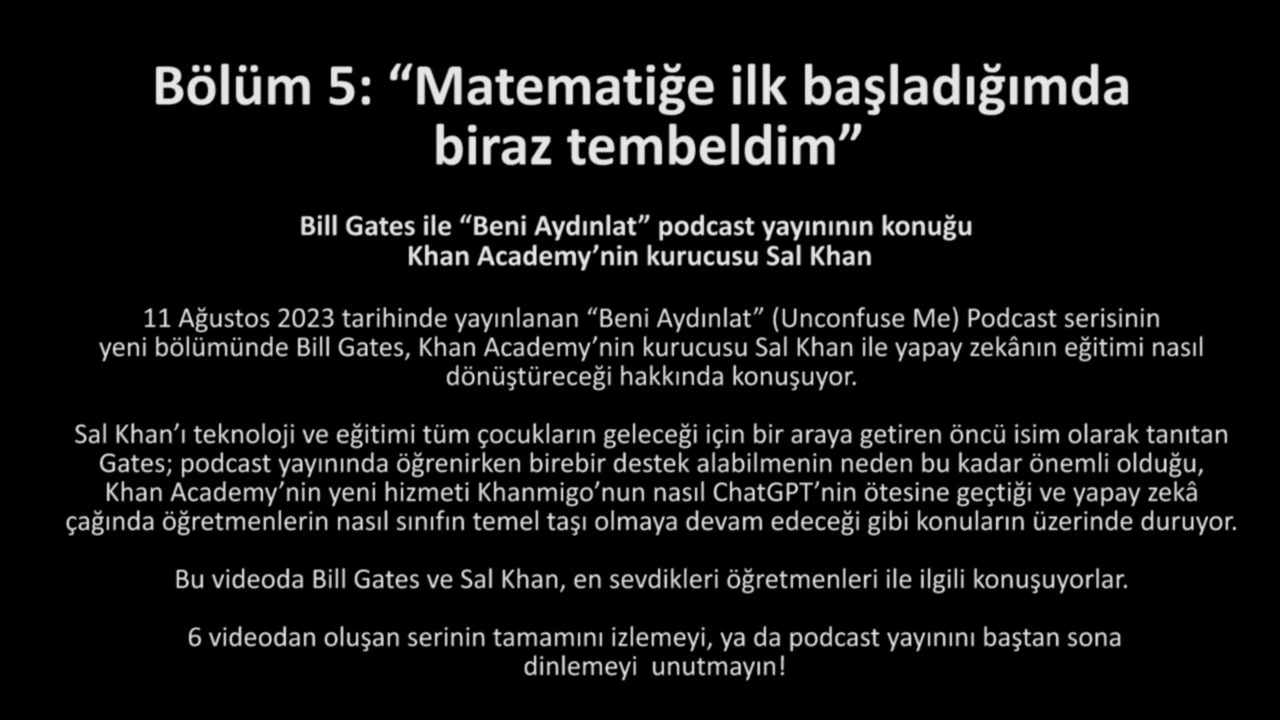 Bölüm 5: “Matematiğe ilk başladığımda
biraz tembeldim”
Bill Gates ile “Beni Aydınlat” podcast yayınının konuğu
Khan Academy’nin kurucusu Sal Khan
11 Ağustos 2023 tarihinde yayınlanan “Beni Aydınlat” (Unconfuse Me) Podcast serisinin
yeni bölümünde Bill Gates, Khan Academy’nin kurucusu Sal Khan ile yapay zekânın eğitimi nasıl
dönüştüreceği hakkında konuşuyor.
Sal Khan’ı teknoloji ve eğitimi tüm çocukların geleceği için bir araya getiren öncü isim olarak tanıtan
Gates; podcast yayınında öğrenirken birebir destek alabilmenin neden bu kadar önemli olduğu,
Khan Academy’nin yeni hizmeti Khanmigo’nun nasıl ChatGPT’nin ötesine geçtiği ve yapay zekâ
çağında öğretmenlerin nasıl sınıfın temel taşı olmaya devam edeceği gibi konuların üzerinde duruyor.
Bu videoda Bill Gates ve Sal Khan, en sevdikleri öğretmenleri ile ilgili konuşuyorlar.
6 videodan oluşan serinin tamamını izlemeyi, ya da podcast yayınını baştan sona
dinlemeyi  unutmayın!